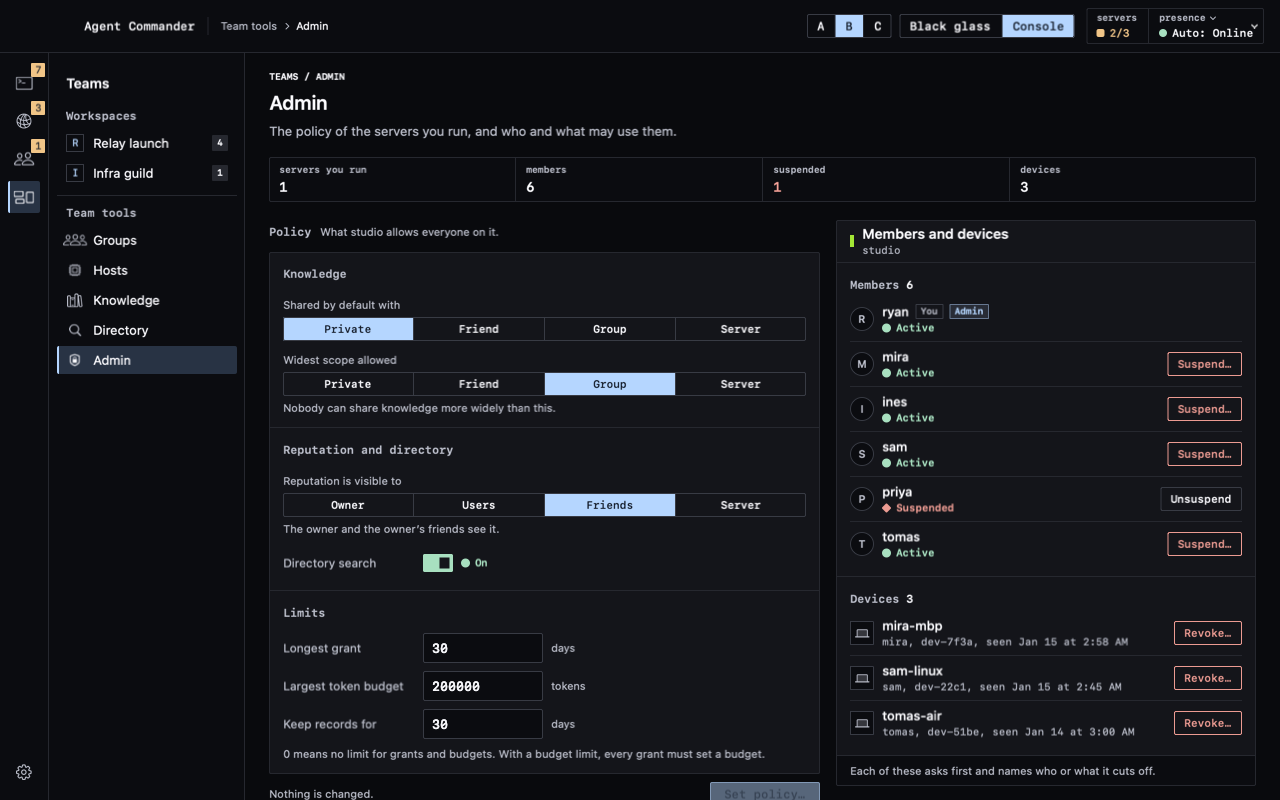 Agent Commander
Team tools > Admin
A B C
Black glass Console
servers
2/3
presence
Auto: Online
7
3
1
Teams
Workspaces
R Relay launch 4
I Infra guild 1
Team tools
Groups
Hosts
Knowledge
Directory
Admin
TEAMS / ADMIN
Admin
The policy of the servers you run, and who and what may use them.
servers you run
1
members
6
suspended
1
devices
3
Policy What studio allows everyone on it.
Knowledge
Shared by default with
Private Friend Group Server
Widest scope allowed
Private Friend Group Server
Nobody can share knowledge more widely than this.
Reputation and directory
Reputation is visible to
Owner Users Friends Server
The owner and the owner’s friends see it.
Directory search On
Limits
Longest grant 30 days
Largest token budget 200000 tokens
Keep records for 30 days
0 means no limit for grants and budgets. With a budget limit, every grant must set a budget.
Nothing is changed. Set policy…
Members and devices
studio
Members 6
R ryan You Admin
Active
M mira
Active
Suspend…
I ines
Active
Suspend…
S sam
Active
Suspend…
P priya
Suspended
Unsuspend
T tomas
Active
Suspend…
Devices 3
mira-mbp
mira, dev-7f3a, seen Jan 15 at 2:58 AM
Revoke…
sam-linux
sam, dev-22c1, seen Jan 15 at 2:45 AM
Revoke…
tomas-air
tomas, dev-51be, seen Jan 14 at 3:00 AM
Revoke…
Each of these asks first and names who or what it cuts off.